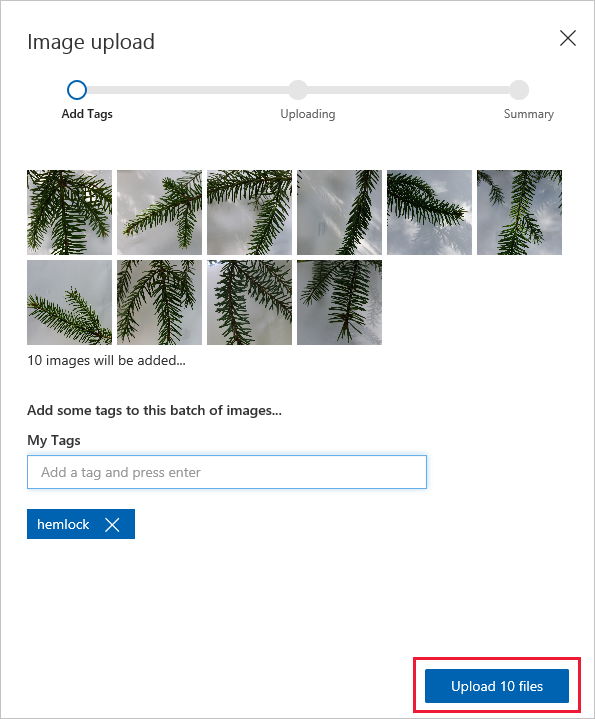 Image upload
Add Tags
Uploading
Summary
10 images will be added...
Add some tags to this batch of images...
My Tags
Add a tag and press enter
hemlock
Upload 10 files